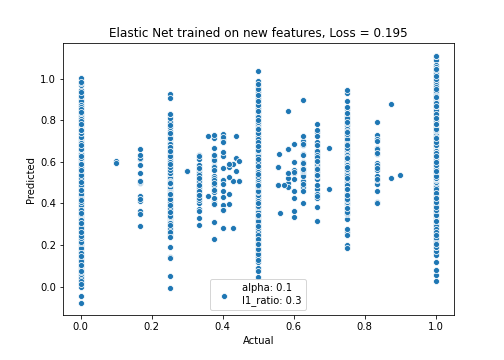 Elastic Net trained on new features, Loss = 0.195
Predicted
1.0
0.8
0.6
0.4
0.2
0.0
alpha: 0.1
l1_ratio: 0.3
0.0 0.2 0.4 0.6 0.8 1.0
Actual